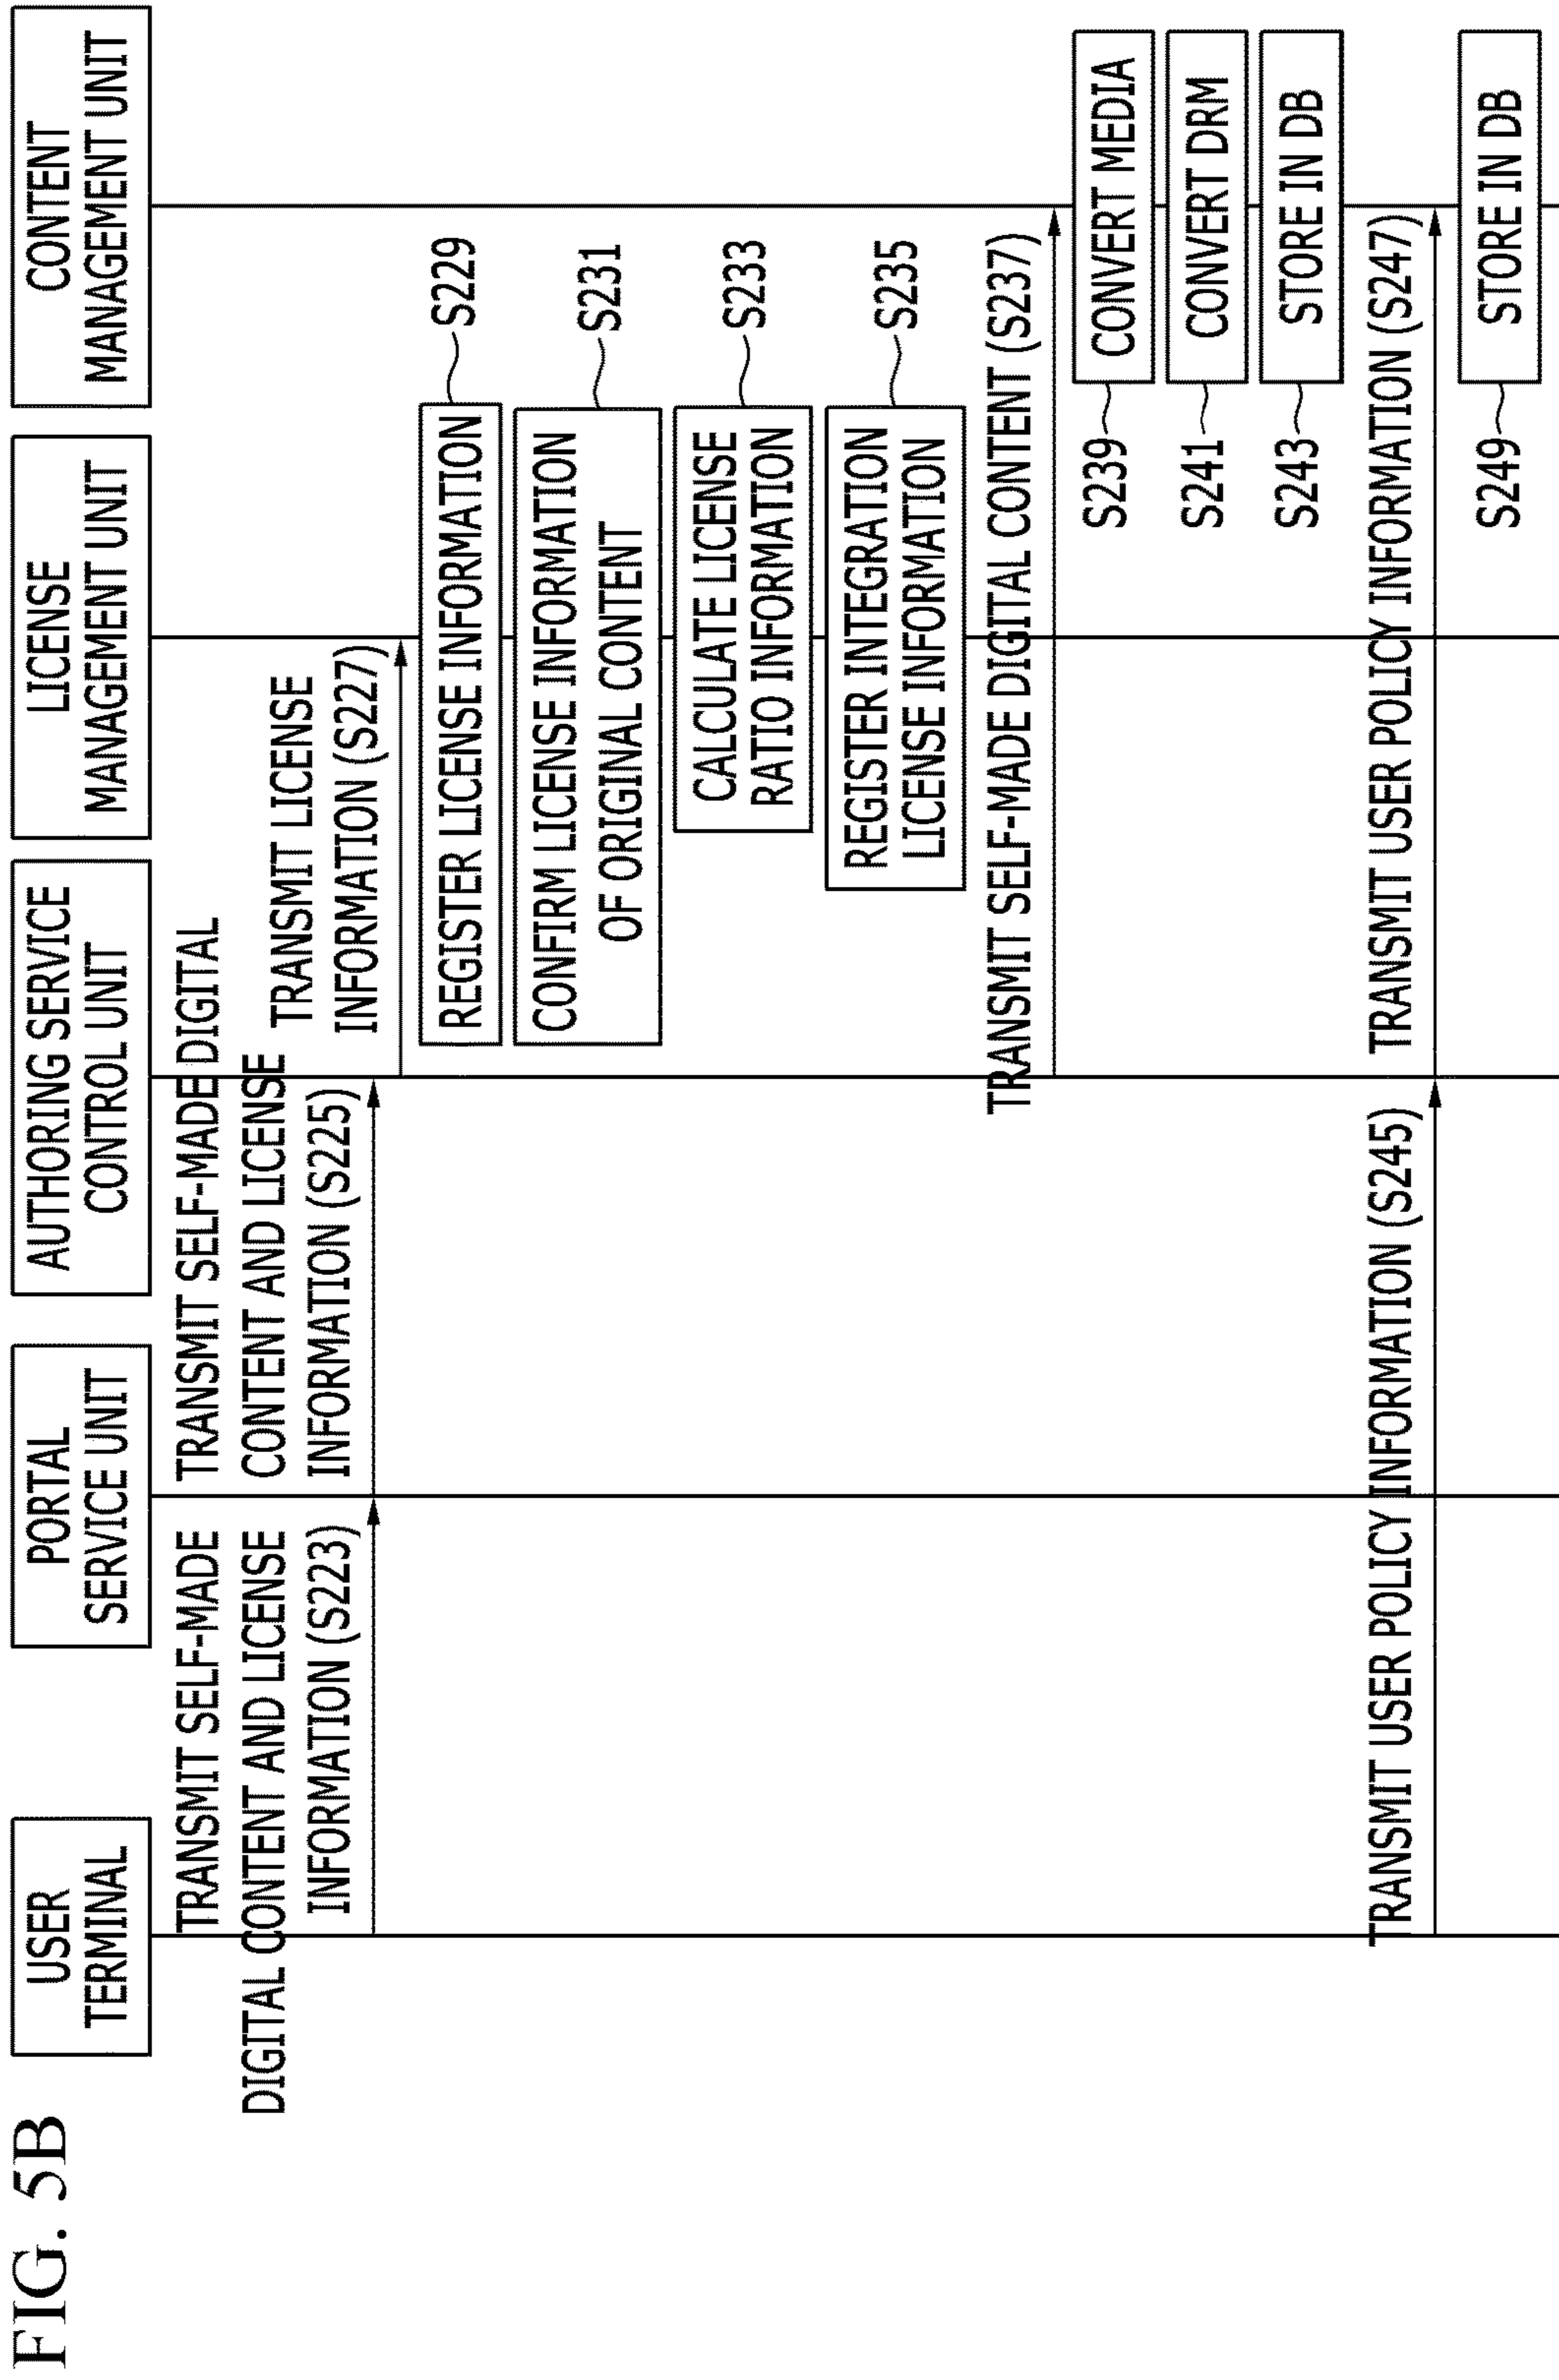 FIG. 5B
USER
TERMINAL
PORTAL
SERVICE UNIT
AUTHORING SERVICE
CONTROL UNIT
LICENSE
MANAGEMENT UNIT
CONTENT
MANAGEMENT UNIT
TRANSMIT SELF-MADE
DIGITAL CONTENT AND LICENSE
INFORMATION (S223)
TRANSMIT SELF-MADE DIGITAL
CONTENT AND LICENSE
INFORMATION (S225)
TRANSMIT LICENSE
INFORMATION (S227)
REGISTER LICENSE INFORMATION
S229
CONFIRM LICENSE INFORMATION
OF ORIGINAL CONTENT
S231
CALCULATE LICENSE
RATIO INFORMATION
S233
REGISTER INTEGRATION
LICENSE INFORMATION
S235
TRANSMIT SELF-MADE DIGITAL CONTENT (S237)
S239
CONVERT MEDIA
S241
CONVERT DRM
S243
STORE IN DB
TRANSMIT USER POLICY INFORMATION (S245)
TRANSMIT USER POLICY INFORMATION (S247)
S249
STORE IN DB